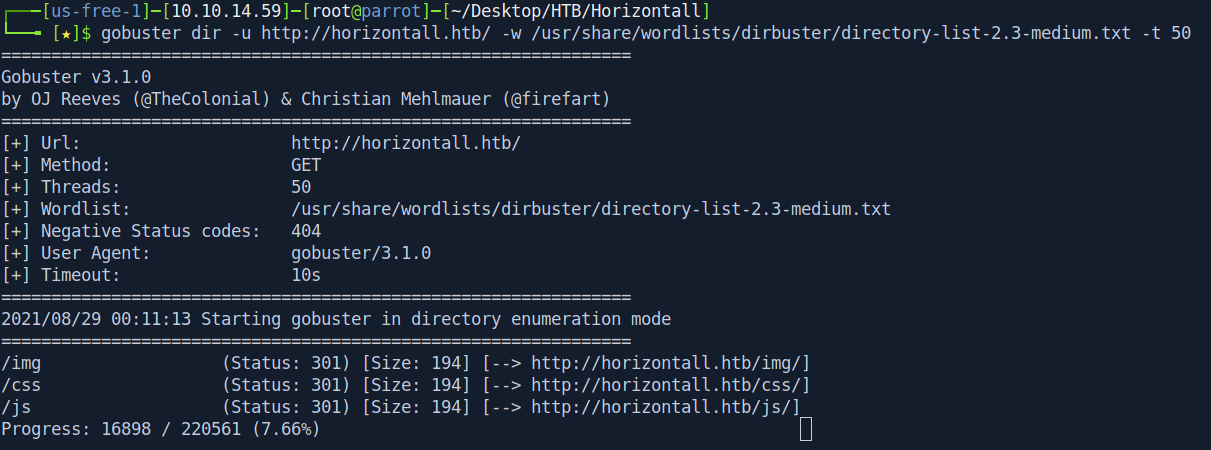 ┌──╼[us-free-1]─[10.10.14.59]─[root@parrot]─[~/Desktop/HTB/Horizontall]
└──╼ [★]$ gobuster dir -u http://horizontall.htb/ -w /usr/share/wordlists/dirbuster/directory-list-2.3-medium.txt -t 50
===============================================================
Gobuster v3.1.0
by OJ Reeves (@TheColonial) & Christian Mehlmauer (@firefart)
===============================================================
[+] Url:                     http://horizontall.htb/
[+] Method:                  GET
[+] Threads:                 50
[+] Wordlist:                /usr/share/wordlists/dirbuster/directory-list-2.3-medium.txt
[+] Negative Status codes:   404
[+] User Agent:              gobuster/3.1.0
[+] Timeout:                 10s
===============================================================
2021/08/29 00:11:13 Starting gobuster in directory enumeration mode
===============================================================
/img                  (Status: 301) [Size: 194] [--> http://horizontall.htb/img/]
/css                  (Status: 301) [Size: 194] [--> http://horizontall.htb/css/]
/js                   (Status: 301) [Size: 194] [--> http://horizontall.htb/js/]
Progress: 16898 / 220561 (7.66%)